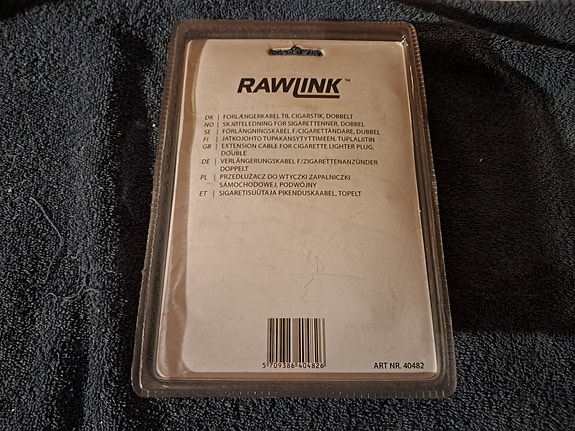 RAWLINK™
DK | FORLÆNGERKABEL TIL CIGARSTIK, DOBBELT
NO | SKJØTELEDNING FOR SIGARETTENNER, DOBBEL
SE | FÖRLÄNGNINGSKABEL F/CIGARETTÄNDARE, DUBBEL
FI | JATKOJOHTO TUPAKANSYTYTTIMEEN, TUPLALIITIN
GB | EXTENSION CABLE FOR CIGARETTE LIGHTER PLUG,
DOUBLE
DE | VERLÄNGERUNGSKABEL F/ZIGARETTENANZÜNDER
DOPPELT
PL | PRZEDŁUŻACZ DO WTYCZKI ZAPALNICZKI
SAMOCHODOWEJ, PODWÓJNY
ET | SIGARETISÜÜTAJA PIKENDUSKAABEL, TOPELT
5 709386 404826
ART NR. 40482